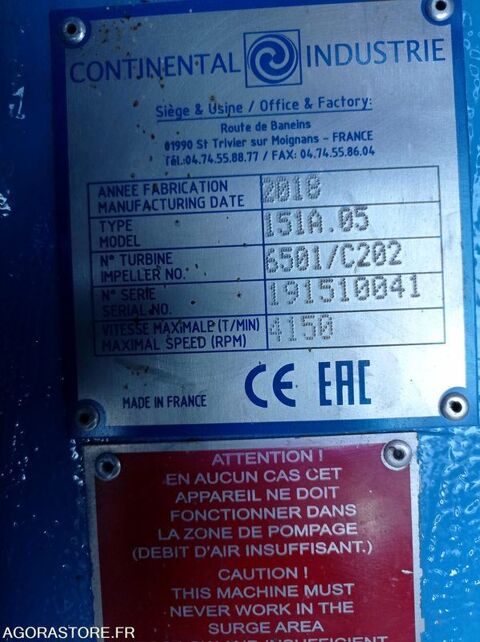 CONTINENTAL INDUSTRIE
Siège & Usine / Office & Factory:
Route de Baneins
01990 St Trivier sur Moignans - FRANCE
Tél.:04.74.55.88.77 / FAX: 04.74.55.86.04
ANNEE FABRICATION 2018
MANUFACTURING DATE
TYPE 151A.05
MODEL
N° TURBINE 6501/C202
IMPELLER NO.
N° SERIE 191510041
SERIAL NO.
VITESSE MAXIMALE (T/MIN) 4150
MAXIMAL SPEED (RPM)
MADE IN FRANCE CE EAC
ATTENTION !
EN AUCUN CAS CET
APPAREIL NE DOIT
FONCTIONNER DANS
LA ZONE DE POMPAGE
(DEBIT D'AIR INSUFFISANT.)
CAUTION !
THIS MACHINE MUST
NEVER WORK IN THE
SURGE AREA
INSUFFICIENT
AGORASTORE.FR